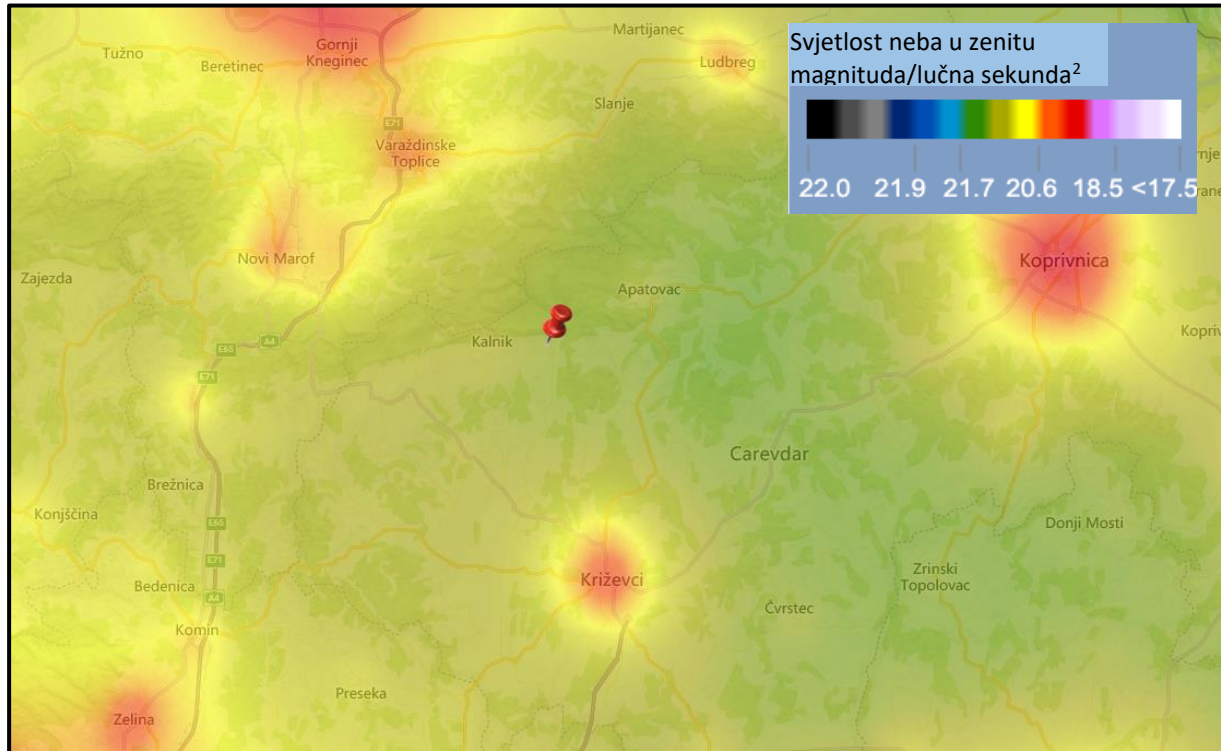 Svjetlost neba u zenitu
magnituda/lučna sekunda²
22.0 21.9 21.7 20.6 18.5 <17.5
Martijanec
Gornji
Kneginec
Tužno
Beretinec
Ludbreg
Slanje
E71
Varaždinske
Toplice
Novi Marof
Koprivnica
Zajezda
Apatovac
Kalnik
E65
A4
E71
Carevdar
Brežnica
Konjščina
E65
Donji Mosti
E71
Zrinski
Topolovac
Križevci
Bedenica
A4
Čvrstec
Komin
Preseka
Zelina